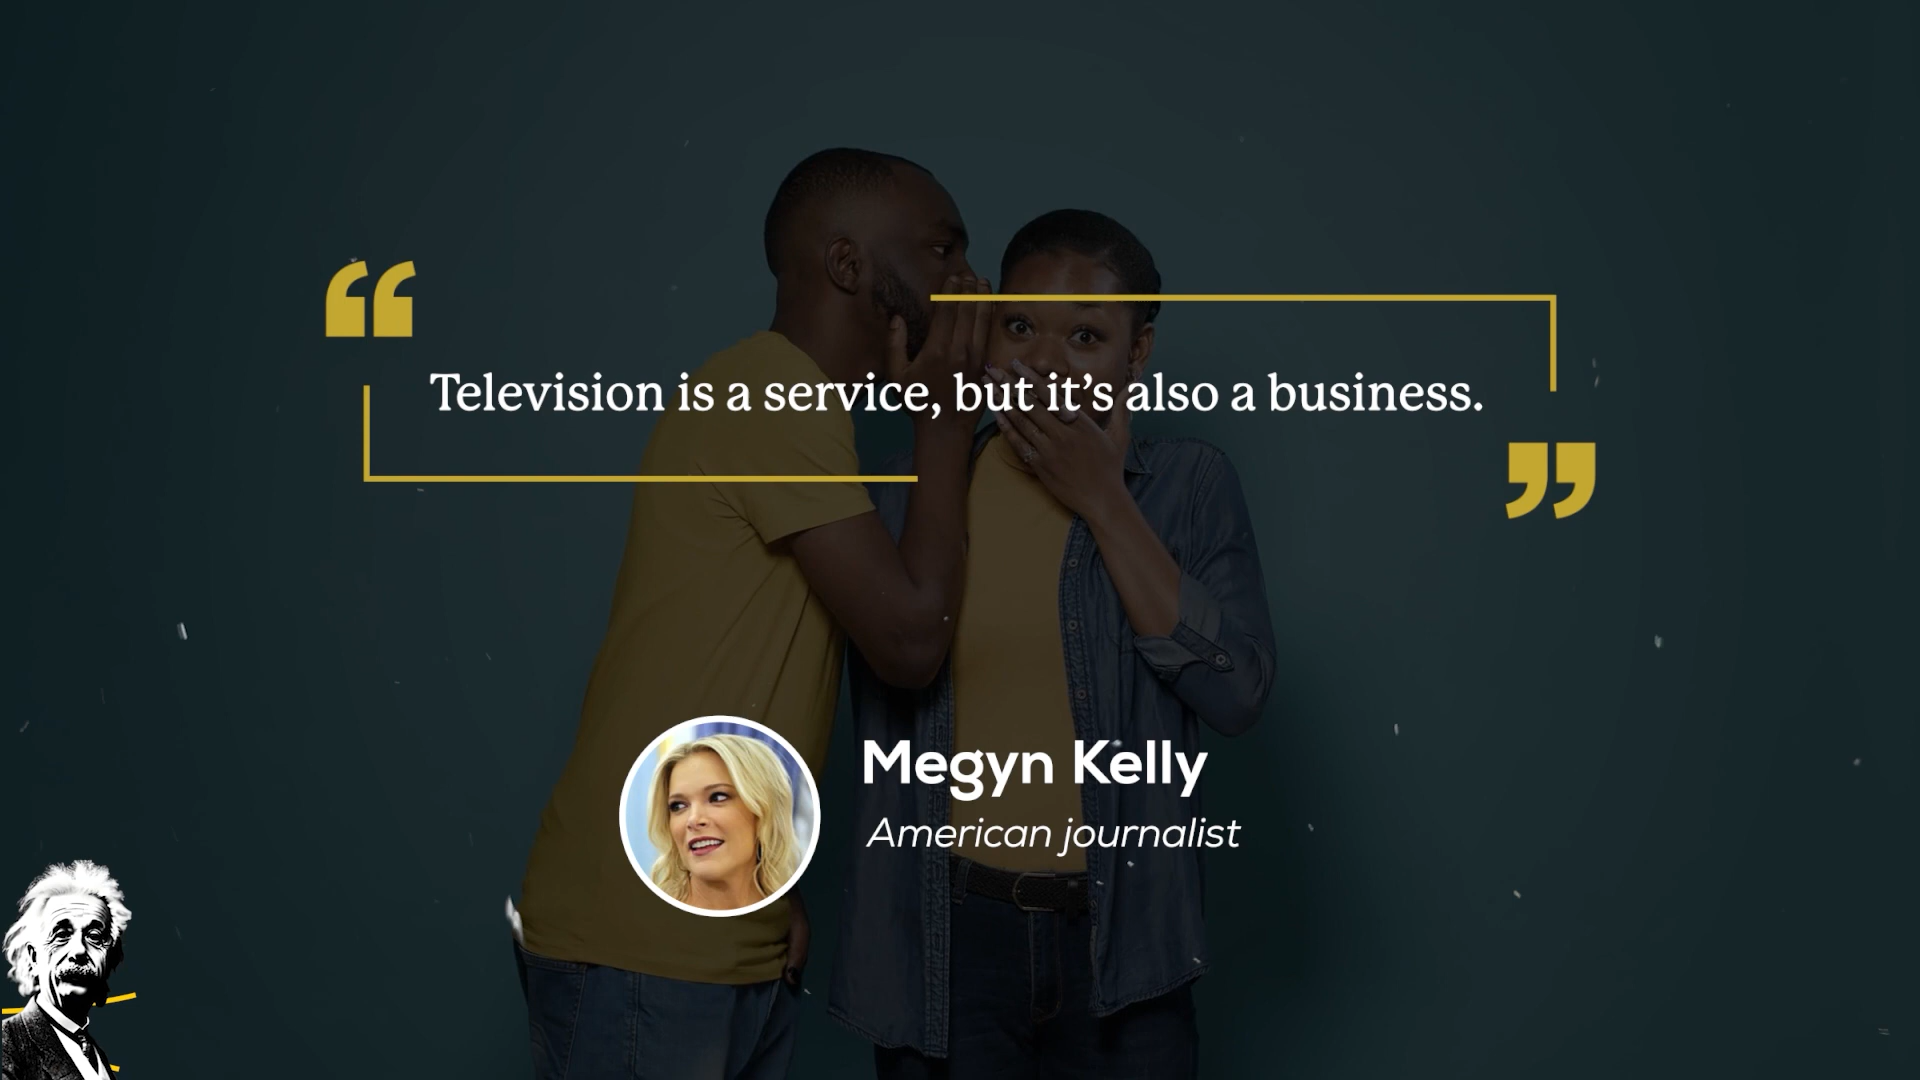 Television is a service, but it’s also a business.
Megyn Kelly
American journalist